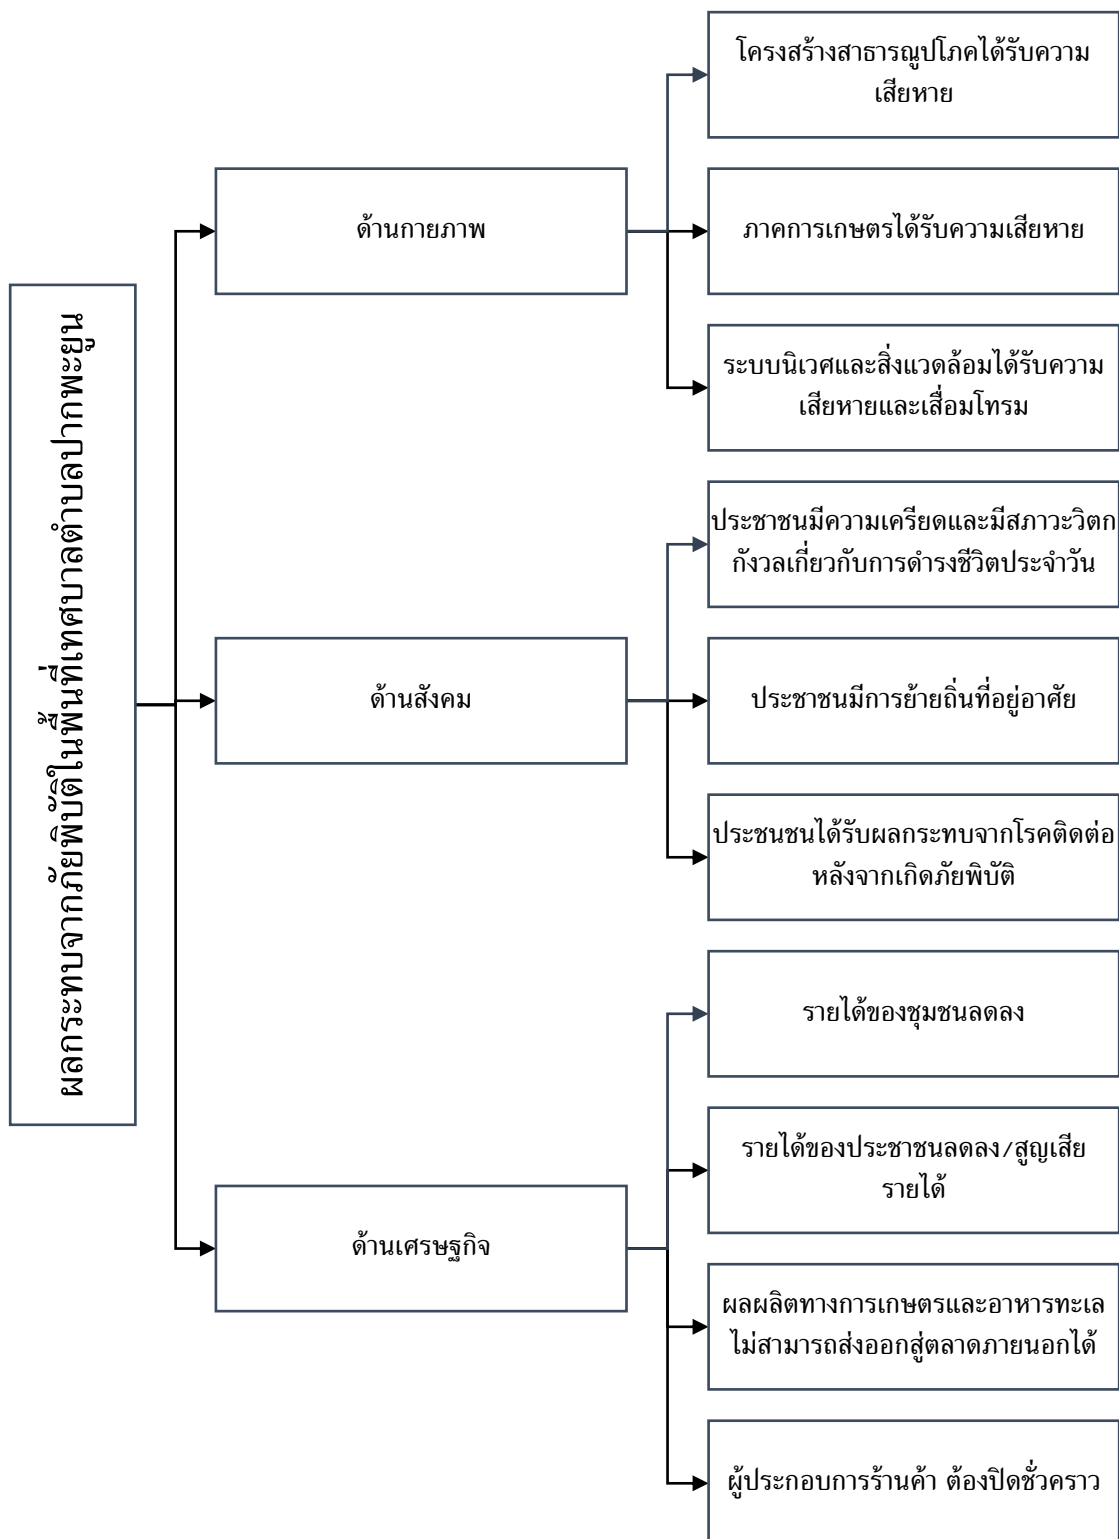 ผลกระทบจากภัยพิบัติในพื้นที่เทศบาลตำบลปากพะยูน
ด้านกายภาพ
โครงสร้างสาธารณูปโภคได้รับความ
เสียหาย
ภาคการเกษตรได้รับความเสียหาย
ระบบนิเวศและสิ่งแวดล้อมได้รับความ
เสียหายและเสื่อมโทรม
ด้านสังคม
ประชาชนมีความเครียดและมีสภาวะวิตก
กังวลเกี่ยวกับการดำรงชีวิตประจำวัน
ประชาชนมีการย้ายถิ่นที่อยู่อาศัย
ประชนชนได้รับผลกระทบจากโรคติดต่อ
หลังจากเกิดภัยพิบัติ
ด้านเศรษฐกิจ
รายได้ของชุมชนลดลง
รายได้ของประชาชนลดลง/สูญเสีย
รายได้
ผลผลิตทางการเกษตรและอาหารทะเล
ไม่สามารถส่งออกสู่ตลาดภายนอกได้
ผู้ประกอบการร้านค้า ต้องปิดชั่วคราว